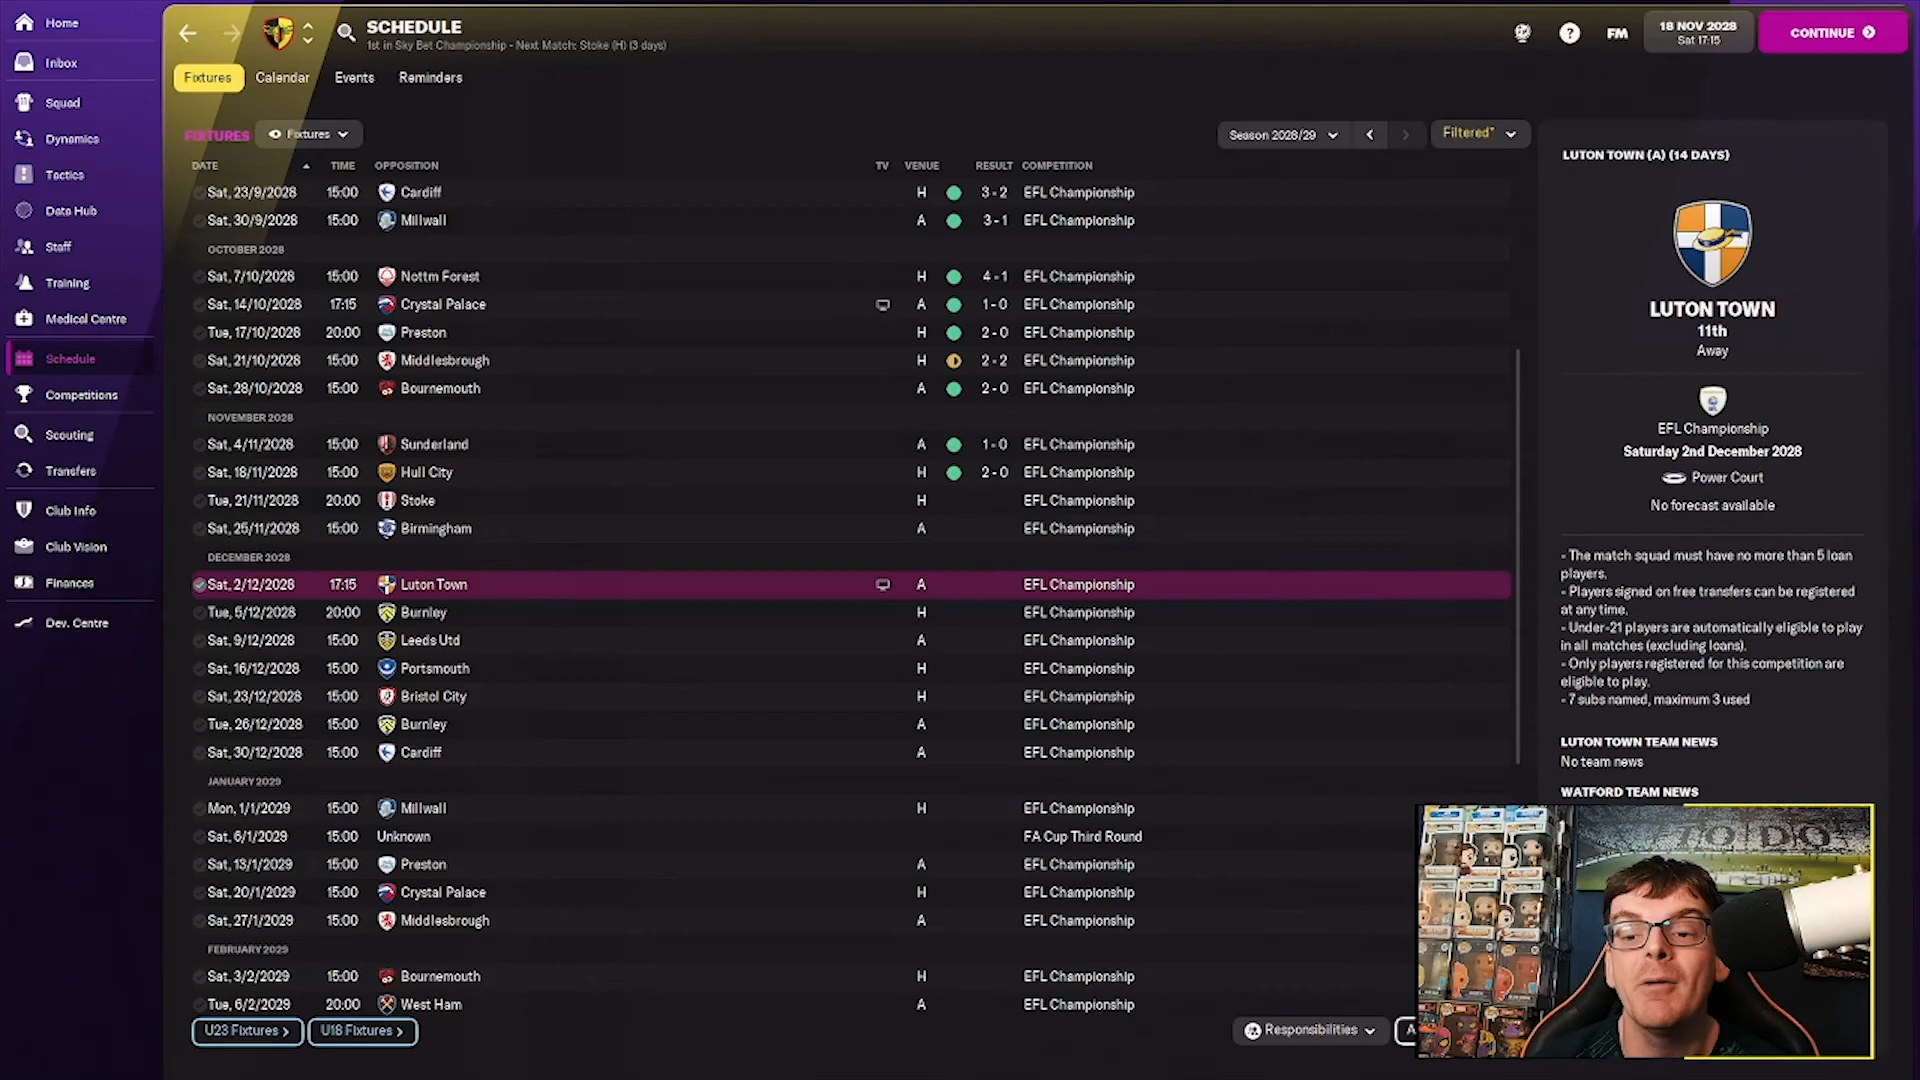 Home
Inbox
Squad
Dynamics
Tactics
Data Hub
Staff
Training
Medical Centre
Schedule
Competitions
Scouting
Transfers
Club Info
Club Vision
Finances
Dev. Centre
SCHEDULE
1st in Sky Bet Championship - Next Match: Stoke (H) (3 days)
FM
18 NOV 2028
Sat 17:15
CONTINUE
Fixtures Calendar Events Reminders
FIXTURES Fixtures
Season 2028/29 Filtered*
DATE TIME OPPOSITION TV VENUE RESULT COMPETITION
Sat, 23/9/2028 15:00 Cardiff H 3 - 2 EFL Championship
Sat, 30/9/2028 15:00 Millwall A 3 - 1 EFL Championship
OCTOBER 2028
Sat, 7/10/2028 15:00 Nottm Forest H 4 - 1 EFL Championship
Sat, 14/10/2028 17:15 Crystal Palace A 1 - 0 EFL Championship
Tue, 17/10/2028 20:00 Preston H 2 - 0 EFL Championship
Sat, 21/10/2028 15:00 Middlesbrough H 2 - 2 EFL Championship
Sat, 28/10/2028 15:00 Bournemouth A 2 - 0 EFL Championship
NOVEMBER 2028
Sat, 4/11/2028 15:00 Sunderland A 1 - 0 EFL Championship
Sat, 18/11/2028 15:00 Hull City H 2 - 0 EFL Championship
Tue, 21/11/2028 20:00 Stoke H EFL Championship
Sat, 25/11/2028 15:00 Birmingham A EFL Championship
DECEMBER 2028
Sat, 2/12/2028 17:15 Luton Town A EFL Championship
Tue, 5/12/2028 20:00 Burnley H EFL Championship
Sat, 9/12/2028 15:00 Leeds Utd A EFL Championship
Sat, 16/12/2028 15:00 Portsmouth H EFL Championship
Sat, 23/12/2028 15:00 Bristol City H EFL Championship
Tue, 26/12/2028 15:00 Burnley A EFL Championship
Sat, 30/12/2028 15:00 Cardiff A EFL Championship
JANUARY 2029
Mon, 1/1/2029 15:00 Millwall H EFL Championship
Sat, 6/1/2029 15:00 Unknown FA Cup Third Round
Sat, 13/1/2029 15:00 Preston A EFL Championship
Sat, 20/1/2029 15:00 Crystal Palace H EFL Championship
Sat, 27/1/2029 15:00 Middlesbrough A EFL Championship
FEBRUARY 2029
Sat, 3/2/2029 15:00 Bournemouth H EFL Championship
Tue, 6/2/2029 20:00 West Ham A EFL Championship
U23 Fixtures > U18 Fixtures >
Responsibilities
LUTON TOWN (A) (14 DAYS)
LUTON TOWN
11th
Away
EFL Championship
Saturday 2nd December 2028
Power Court
No forecast available
- The match squad must have no more than 5 loan
players.
- Players signed on free transfers can be registered
at any time.
- Under-21 players are automatically eligible to play
in all matches (excluding loans).
- Only players registered for this competition are
eligible to play.
- 7 subs named, maximum 3 used
LUTON TOWN TEAM NEWS
No team news
WATFORD TEAM NEWS
TO DO